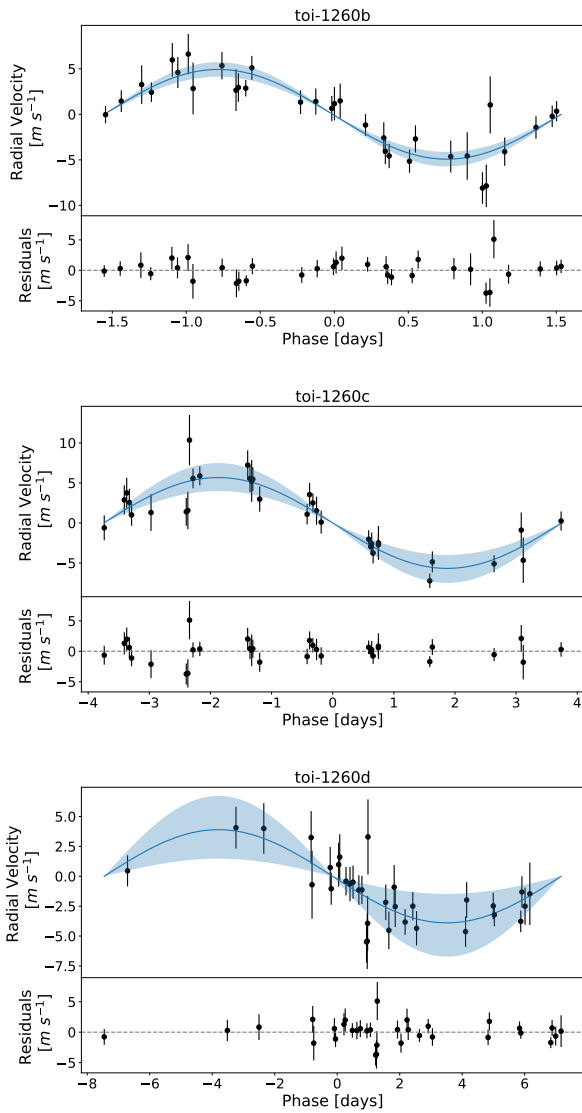 toi-1260b
Radial Velocity
[m s⁻¹]
5
0
−5
−10
Residuals
[m s⁻¹]
5
0
−5
−1.5 −1.0 −0.5 0.0 0.5 1.0 1.5
Phase [days]
toi-1260c
Radial Velocity
[m s⁻¹]
10
5
0
−5
Residuals
[m s⁻¹]
5
0
−5
−4 −3 −2 −1 0 1 2 3 4
Phase [days]
toi-1260d
Radial Velocity
[m s⁻¹]
5.0
2.5
0.0
−2.5
−5.0
−7.5
Residuals
[m s⁻¹]
5
0
−5
−8 −6 −4 −2 0 2 4 6
Phase [days]